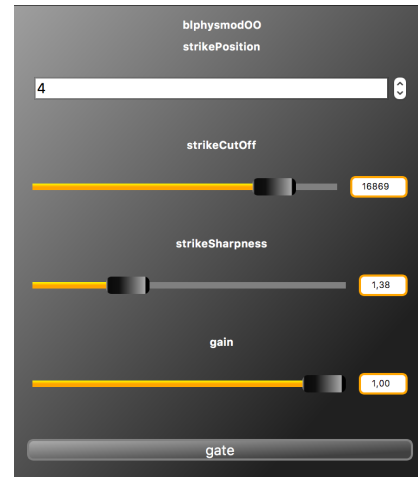 blphysmodOO
strikePosition
4
strikeCutOff
16869
strikeSharpness
1,38
gain
1,00
gate